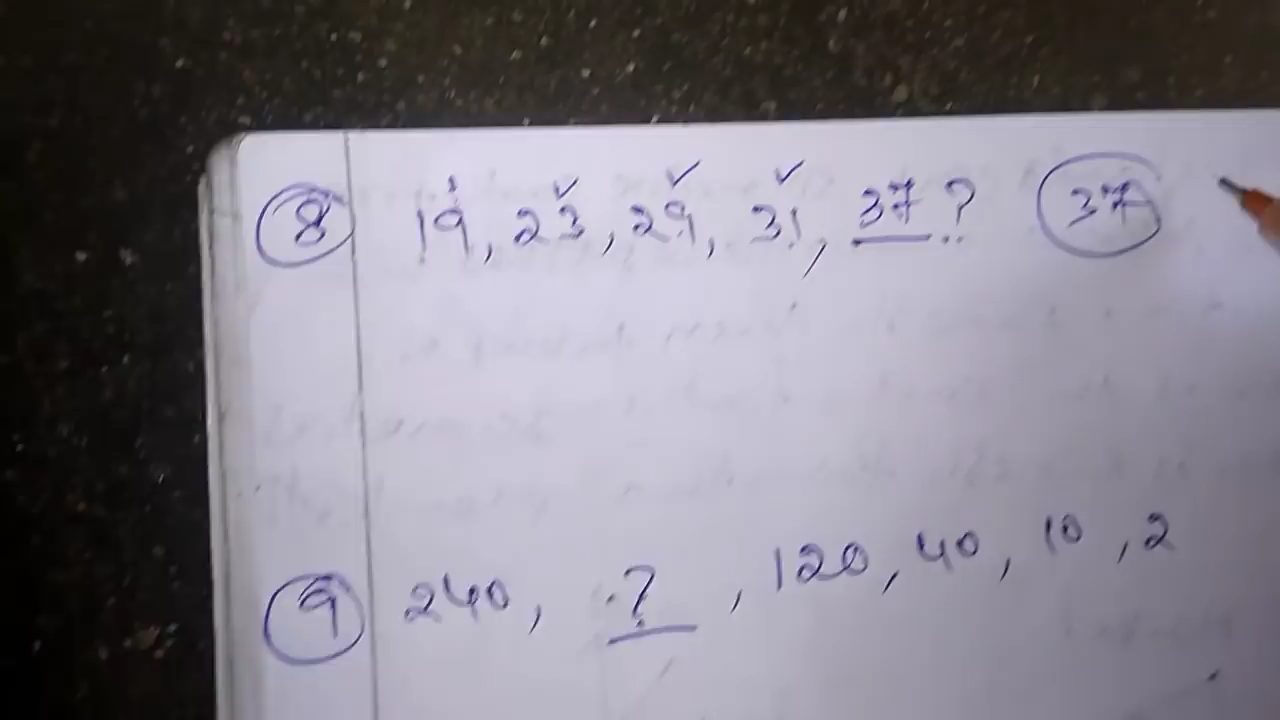 8 19, 23, 29, 31, 37 ? 37
9 240, ?, 120, 40, 10, 2